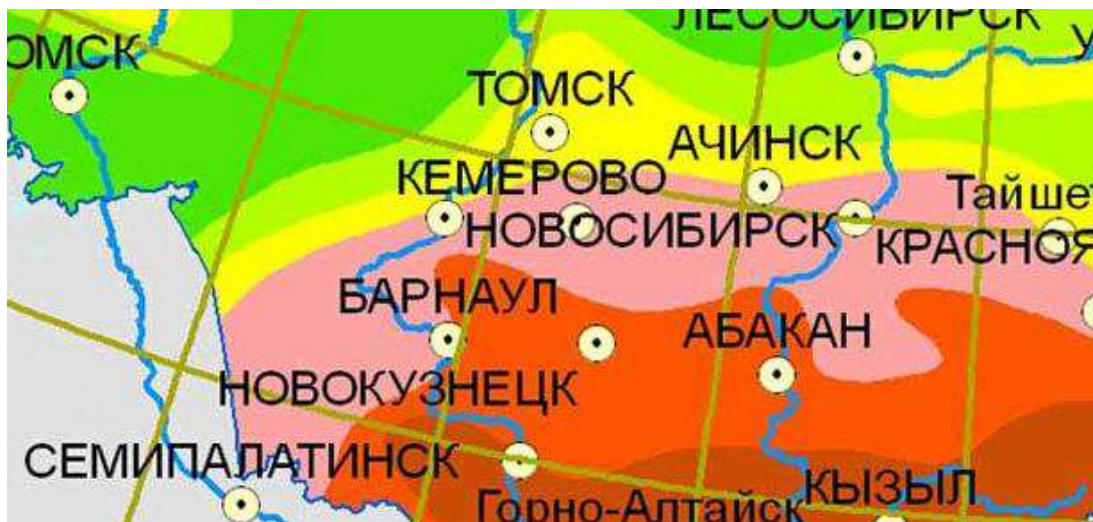 ЛЕСОСИБИРСК
ОМСК
У
ТОМСК
АЧИНСК
КЕМЕРОВО
Тайшет
НОВОСИБИРСК
КРАСНОЯ
БАРНАУЛ
АБАКАН
НОВОКУЗНЕЦК
СЕМИПАЛАТИНСК
КЫЗЫЛ
Горно-Алтайск